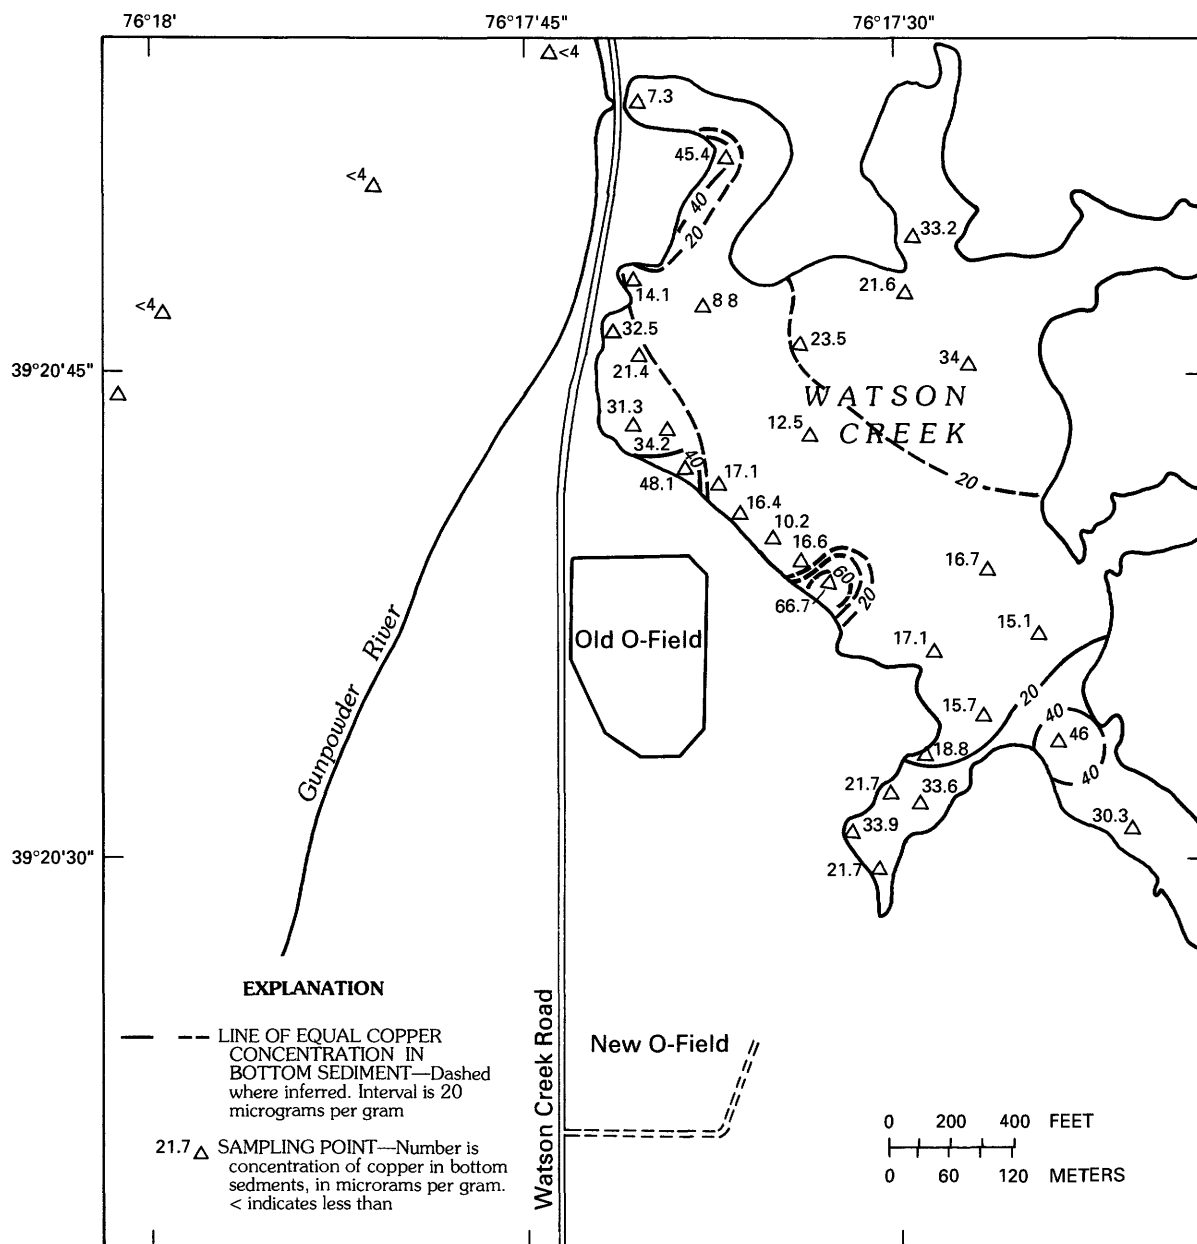 76°18'
76°17'45"
76°17'30"
<4
7.3
45.4
<4
40
33.2
20
14.1
8 8
21.6
<4
32.5
23.5
21.4
34
39°20'45"
WATSON
CREEK
31.3
12.5
34.2
40
48.1
17.1
20
16.4
10.2
16.6
60
16.7
66.7
20
Old O-Field
15.1
17.1
Gunpowder River
20
15.7
40
46
18.8
40
21.7
33.6
33.9
30.3
39°20'30"
21.7
EXPLANATION
LINE OF EQUAL COPPER
CONCENTRATION IN
BOTTOM SEDIMENT—Dashed
where inferred. Interval is 20
micrograms per gram
21.7 SAMPLING POINT—Number is
concentration of copper in bottom
sedments, in microrams per gram.
< indicates less than
Watson Creek Road
New O-Field
0 200 400 FEET
0 60 120 METERS